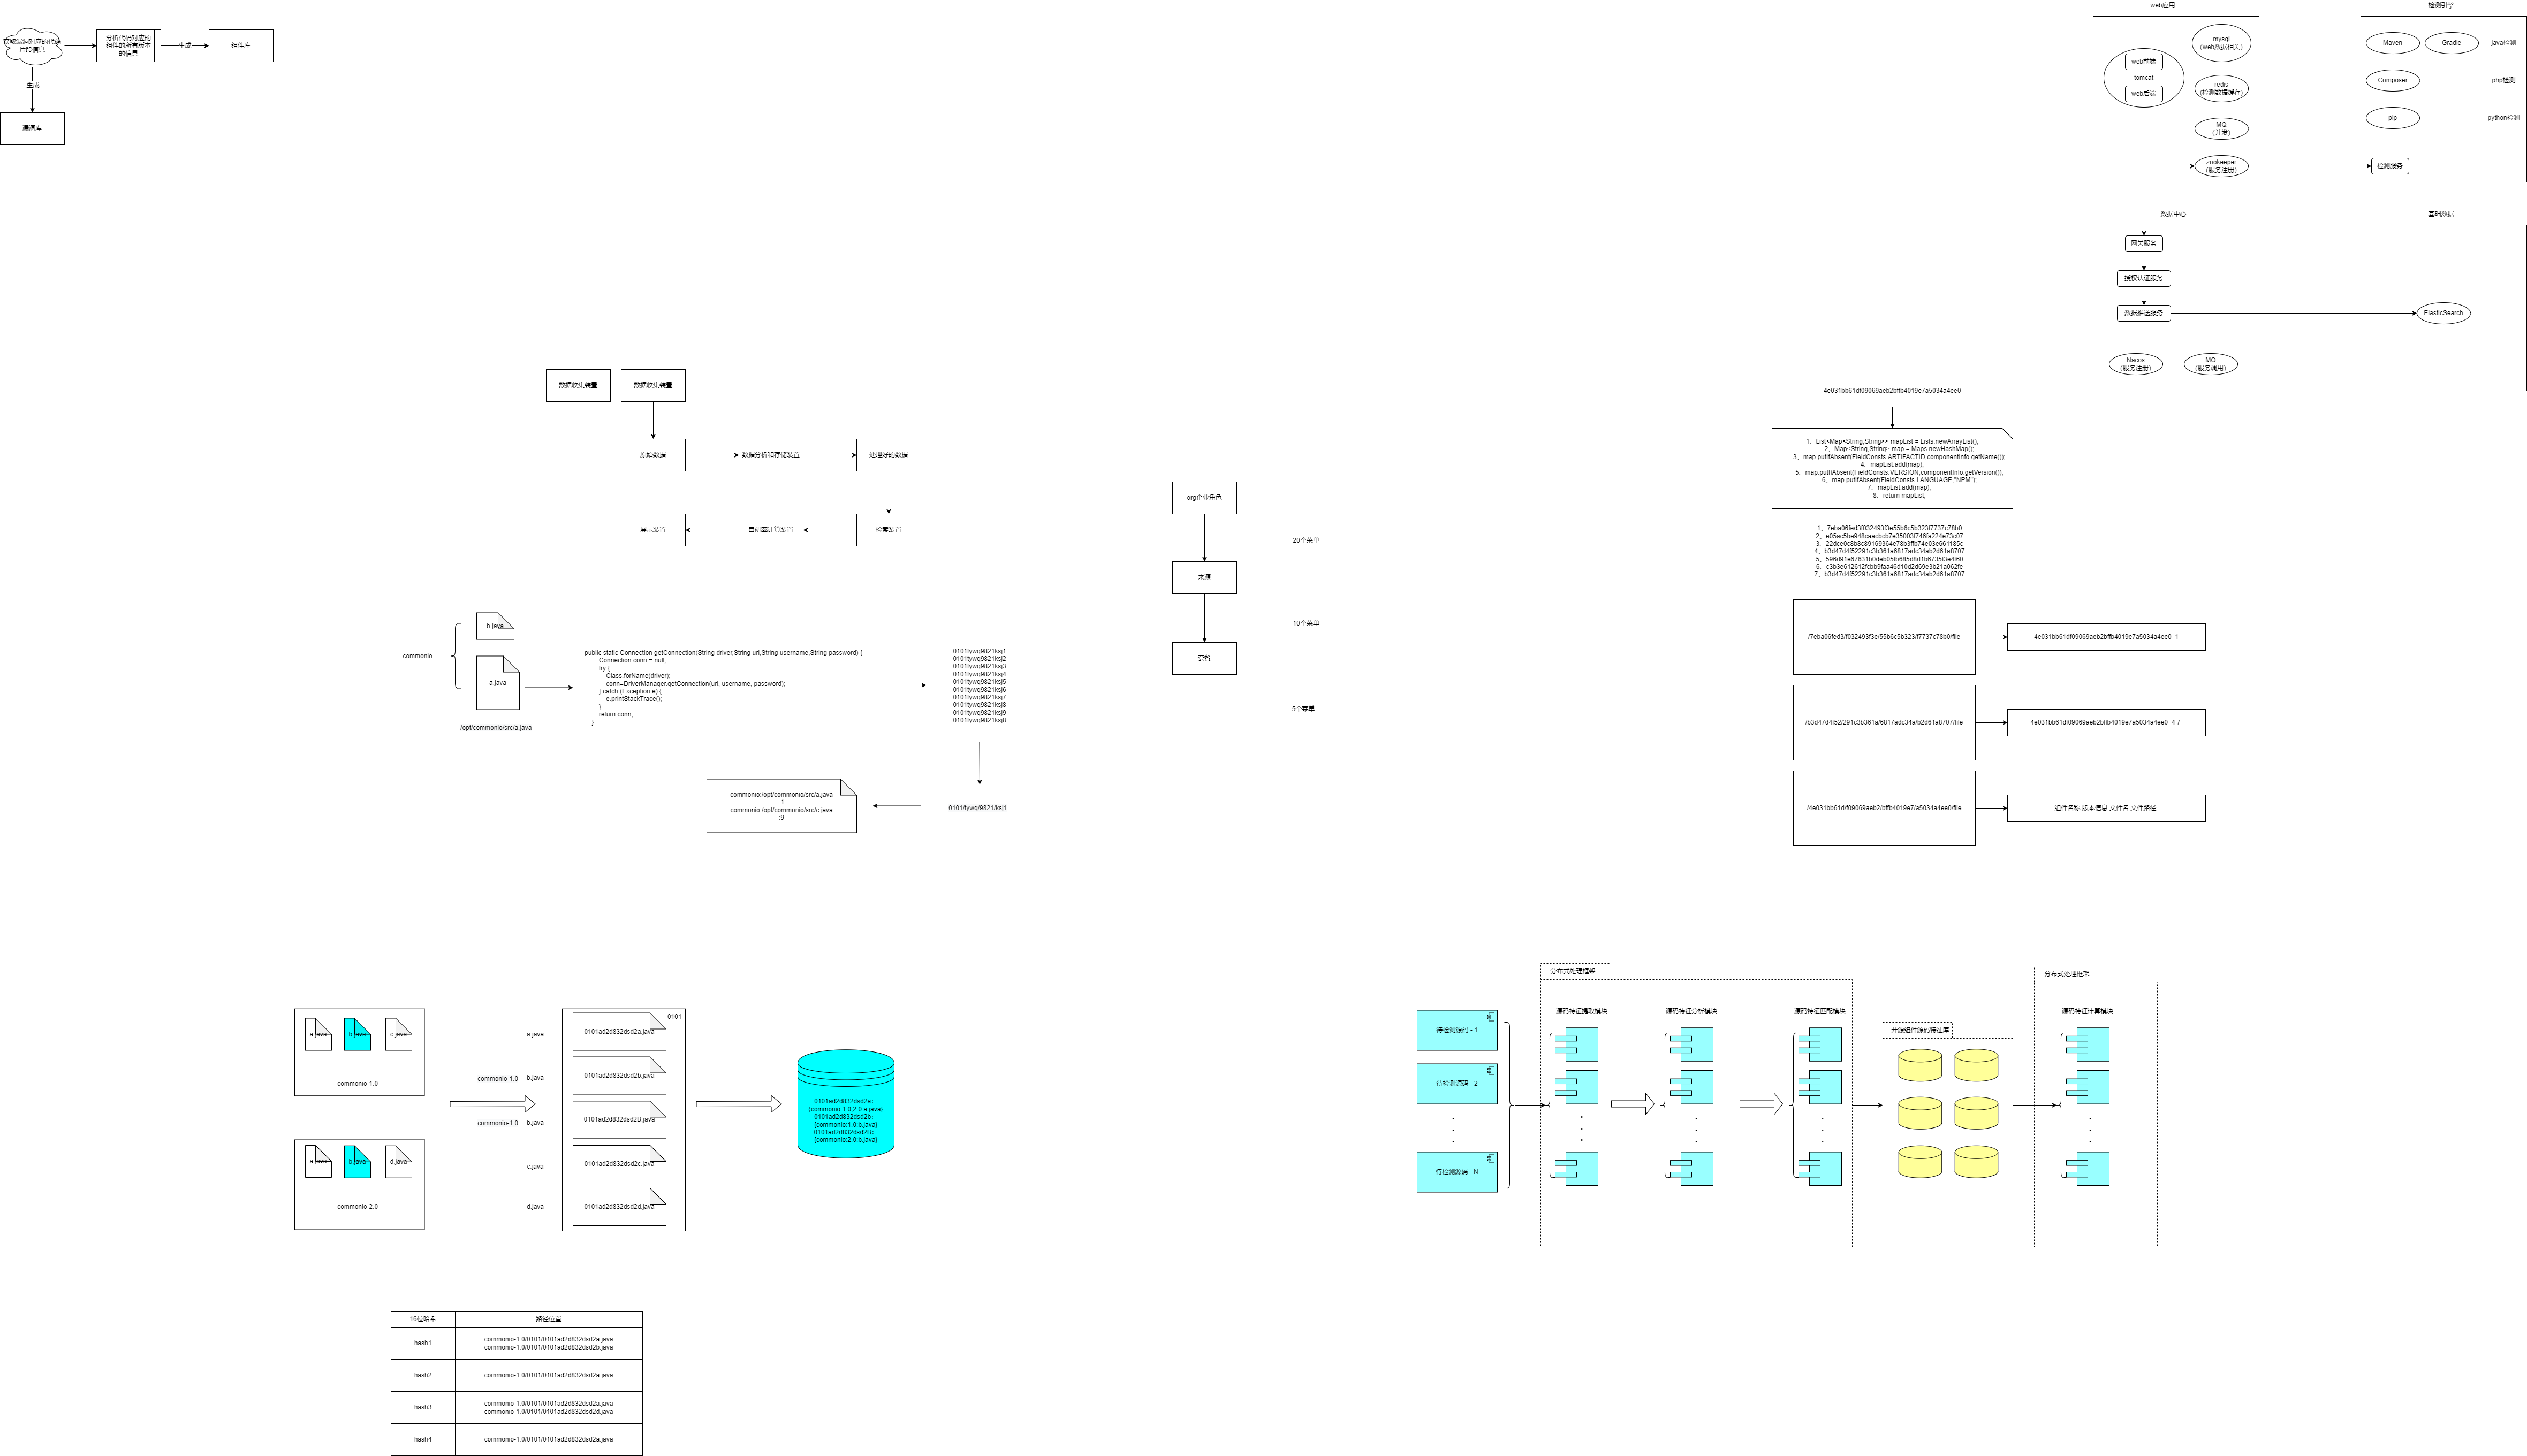 获取漏洞对应的代码
片段信息
分析代码对应的
组件的所有版本
的信息
生成
组件库
生成
漏洞库
web应用
mysql
(web数据相关)
web前端
tomcat
web后端
redis
(检测数据缓存)
MQ
(并发)
zookeeper
(服务注册)
检测引擎
Maven
Gradle
java检测
Composer
php检测
pip
python检测
检测服务
数据中心
网关服务
授权认证服务
数据推送服务
Nacos
(服务注册)
MQ
(服务调用)
基础数据
ElasticSearch
数据收集装置
数据收集装置
原始数据
数据分析和存储装置
处理好的数据
展示装置
自研率计算装置
检索装置
org企业角色
20个菜单
来源
10个菜单
套餐
5个菜单
4e031bb61df09069aeb2bffb4019e7a5034a4ee0
1、List<Map<String,String>> mapList = Lists.newArrayList();
2、Map<String,String> map = Maps.newHashMap();
3、map.putIfAbsent(FieldConsts.ARTIFACTID,componentInfo.getName());
4、mapList.add(map);
5、map.putIfAbsent(FieldConsts.VERSION,componentInfo.getVersion());
6、map.putIfAbsent(FieldConsts.LANGUAGE,"NPM");
7、mapList.add(map);
8、return mapList;
1、7eba06fed3f032493f3e55b6c5b323f7737c78b0
2、e05ac5be948caacbcb7e35003f746fa224e73c07
3、22dce0c8b8c89169364e78b3ffb74e03e661185c
4、b3d47d4f52291c3b361a6817adc34ab2d61a8707
5、596d91e67631b0deb05fb685d8d1b6735f3e4f60
6、c3b3e612612fcbb9faa46d10d2d69e3b21a062fe
7、b3d47d4f52291c3b361a6817adc34ab2d61a8707
/7eba06fed3/f032493f3e/55b6c5b323/f7737c78b0/file
4e031bb61df09069aeb2bffb4019e7a5034a4ee0  1
/b3d47d4f52/291c3b361a/6817adc34a/b2d61a8707/file
4e031bb61df09069aeb2bffb4019e7a5034a4ee0  4 7
/4e031bb61d/f09069aeb2/bffb4019e7/a5034a4ee0/file
组件名称 版本信息 文件名 文件路径
commonio
b.java
a.java
/opt/commonio/src/a.java
public static Connection getConnection(String driver,String url,String username,String password) {
Connection conn = null;
try {
Class.forName(driver);
conn=DriverManager.getConnection(url, username, password);
} catch (Exception e) {
e.printStackTrace();
}
return conn;
}
0101tywq9821ksj1
0101tywq9821ksj2
0101tywq9821ksj3
0101tywq9821ksj4
0101tywq9821ksj5
0101tywq9821ksj6
0101tywq9821ksj7
0101tywq9821ksj8
0101tywq9821ksj9
0101tywq9821ksj8
0101/tywq/9821/ksj1
commonio:/opt/commonio/src/a.java
:1
commonio:/opt/commonio/src/c.java
:9
a.java
b.java
c.java
commonio-1.0
a.java
b.java
d.java
commonio-2.0
a.java
commonio-1.0
b.java
commonio-1.0
b.java
c.java
d.java
0101
0101ad2d832dsd2a.java
0101ad2d832dsd2b.java
0101ad2d832dsd2B.java
0101ad2d832dsd2c.java
0101ad2d832dsd2d.java
0101ad2d832dsd2a：
{commonio:1.0,2.0:a.java}
0101ad2d832dsd2b：
{commonio:1.0:b.java}
0101ad2d832dsd2B：
{commonio:2.0:b.java}
待检测源码 - 1
待检测源码 - 2
待检测源码 - N
分布式处理框架
源码特征提取模块
源码特征分析模块
源码特征匹配模块
开源组件源码特征库
分布式处理框架
源码特征计算模块
16位哈希
路径位置
hash1
commonio-1.0/0101/0101ad2d832dsd2a.java
commonio-1.0/0101/0101ad2d832dsd2b.java
hash2
commonio-1.0/0101/0101ad2d832dsd2a.java
hash3
commonio-1.0/0101/0101ad2d832dsd2a.java
commonio-1.0/0101/0101ad2d832dsd2d.java
hash4
commonio-1.0/0101/0101ad2d832dsd2a.java